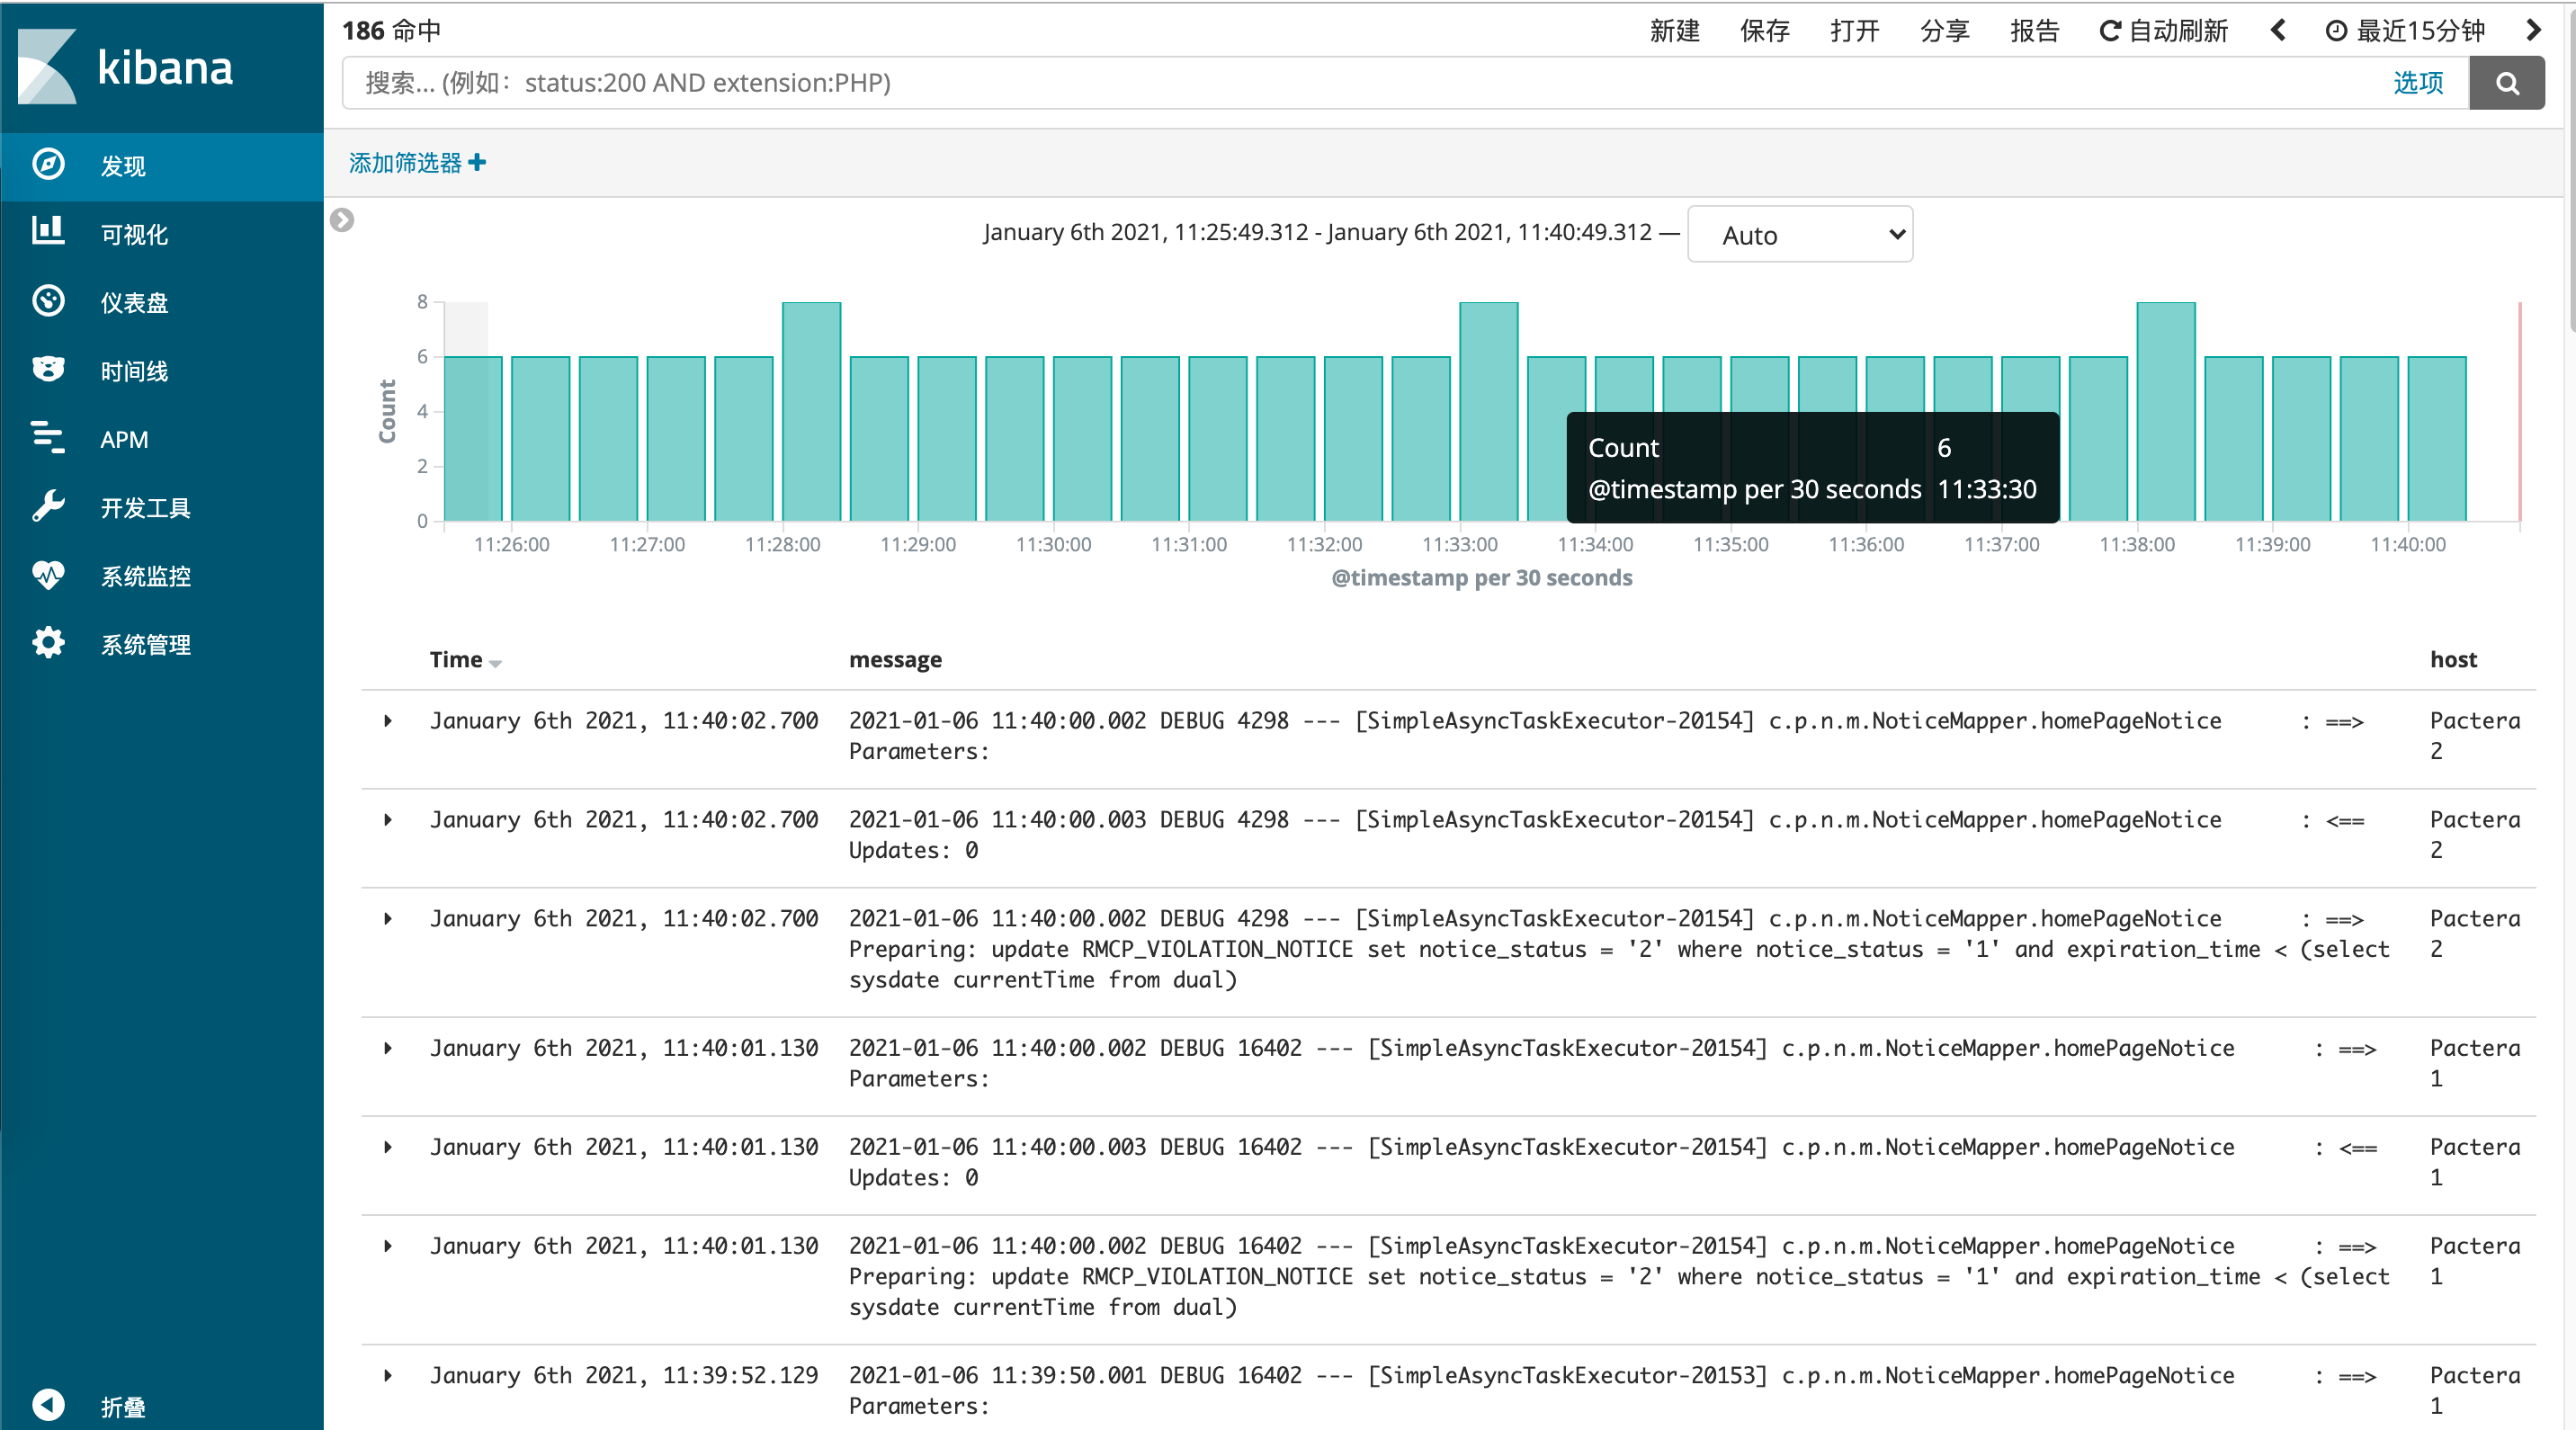 kibana
发现
可视化
仪表盘
时间线
APM
开发工具
系统监控
系统管理
折叠
186 命中
新建 保存 打开 分享 报告 自动刷新 最近15分钟
搜索... (例如：status:200 AND extension:PHP) 选项
添加筛选器
January 6th 2021, 11:25:49.312 - January 6th 2021, 11:40:49.312 — Auto
8
6
4
2
0
Count
Count 6
@timestamp per 30 seconds 11:33:30
11:26:00 11:27:00 11:28:00 11:29:00 11:30:00 11:31:00 11:32:00 11:33:00 11:34:00 11:35:00 11:36:00 11:37:00 11:38:00 11:39:00 11:40:00
@timestamp per 30 seconds
Time message host
January 6th 2021, 11:40:02.700 2021-01-06 11:40:00.002 DEBUG 4298 --- [SimpleAsyncTaskExecutor-20154] c.p.n.m.NoticeMapper.homePageNotice : ==> Pactera
Parameters: 2
January 6th 2021, 11:40:02.700 2021-01-06 11:40:00.003 DEBUG 4298 --- [SimpleAsyncTaskExecutor-20154] c.p.n.m.NoticeMapper.homePageNotice : <== Pactera
Updates: 0 2
January 6th 2021, 11:40:02.700 2021-01-06 11:40:00.002 DEBUG 4298 --- [SimpleAsyncTaskExecutor-20154] c.p.n.m.NoticeMapper.homePageNotice : ==> Pactera
Preparing: update RMCP_VIOLATION_NOTICE set notice_status = '2' where notice_status = '1' and expiration_time < (select 2
sysdate currentTime from dual)
January 6th 2021, 11:40:01.130 2021-01-06 11:40:00.002 DEBUG 16402 --- [SimpleAsyncTaskExecutor-20154] c.p.n.m.NoticeMapper.homePageNotice : ==> Pactera
Parameters: 1
January 6th 2021, 11:40:01.130 2021-01-06 11:40:00.003 DEBUG 16402 --- [SimpleAsyncTaskExecutor-20154] c.p.n.m.NoticeMapper.homePageNotice : <== Pactera
Updates: 0 1
January 6th 2021, 11:40:01.130 2021-01-06 11:40:00.002 DEBUG 16402 --- [SimpleAsyncTaskExecutor-20154] c.p.n.m.NoticeMapper.homePageNotice : ==> Pactera
Preparing: update RMCP_VIOLATION_NOTICE set notice_status = '2' where notice_status = '1' and expiration_time < (select 1
sysdate currentTime from dual)
January 6th 2021, 11:39:52.129 2021-01-06 11:39:50.001 DEBUG 16402 --- [SimpleAsyncTaskExecutor-20153] c.p.n.m.NoticeMapper.homePageNotice : ==> Pactera
Parameters: 1